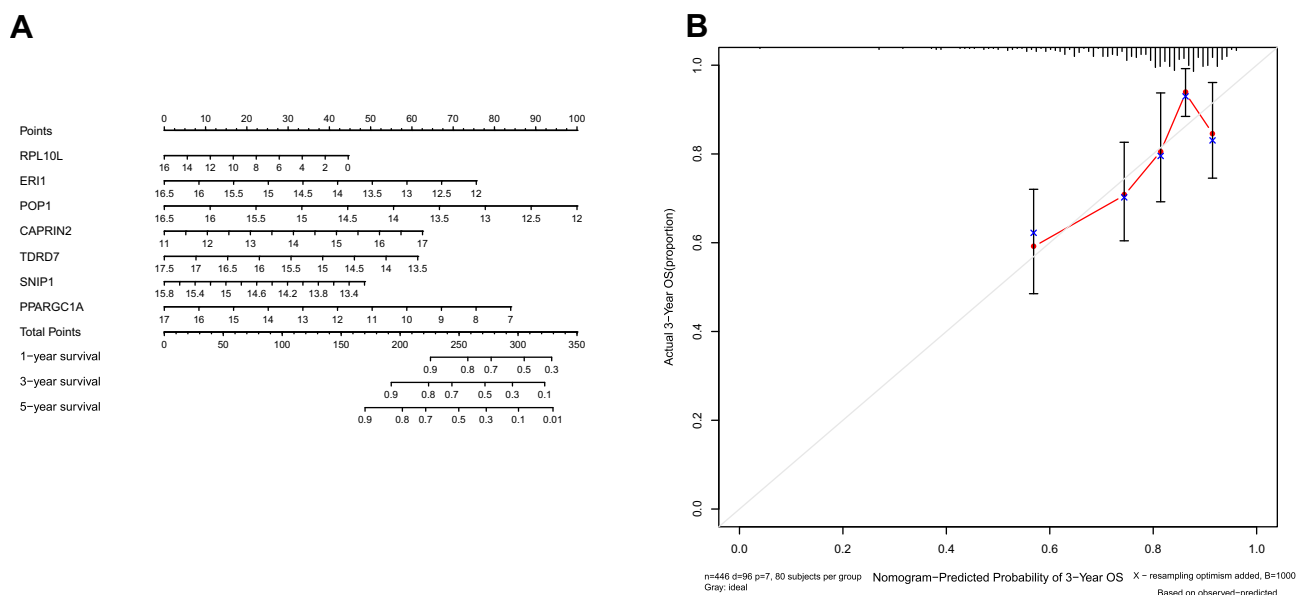 A
Points
0 10 20 30 40 50 60 70 80 90 100
RPL10L
16 14 12 10 8 6 4 2 0
ERI1
16.5 16 15.5 15 14.5 14 13.5 13 12.5 12
POP1
16.5 16 15.5 15 14.5 14 13.5 13 12.5 12
CAPRIN2
11 12 13 14 15 16 17
TDRD7
17.5 17 16.5 16 15.5 15 14.5 14 13.5
SNIP1
15.8 15.4 15 14.6 14.2 13.8 13.4
PPARGC1A
17 16 15 14 13 12 11 10 9 8 7
Total Points
0 50 100 150 200 250 300 350
1−year survival
0.9 0.8 0.7 0.5 0.3
3−year survival
0.9 0.8 0.7 0.5 0.3 0.1
5−year survival
0.9 0.8 0.7 0.5 0.3 0.1 0.01
B
Actual 3−Year OS(proportion)
1.0
0.8
0.6
0.4
0.2
0.0
0.0 0.2 0.4 0.6 0.8 1.0
Nomogram−Predicted Probability of 3−Year OS
n=446 d=96 p=7, 80 subjects per group
Gray: ideal
X − resampling optimism added, B=1000
Based on observed−predicted